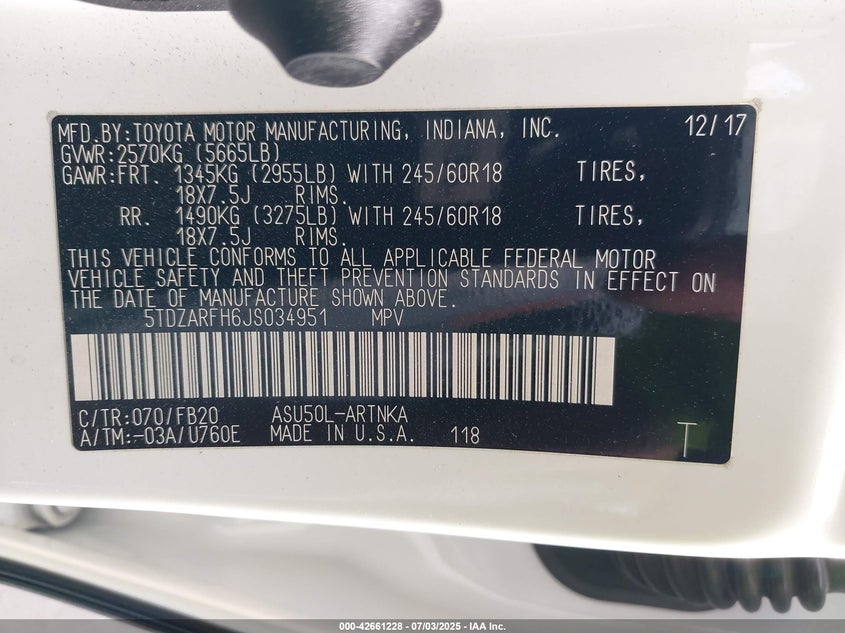 MFD.BY:TOYOTA MOTOR MANUFACTURING, INDIANA, INC. 12/17
GVWR:2570KG (5665LB)
GAWR:FRT. 1345KG (2955LB) WITH 245/60R18 TIRES,
18X7.5J RIMS.
RR. 1490KG (3275LB) WITH 245/60R18 TIRES,
18X7.5J RIMS.
THIS VEHICLE CONFORMS TO ALL APPLICABLE FEDERAL MOTOR
VEHICLE SAFETY AND THEFT PREVENTION STANDARDS IN EFFECT ON
THE DATE OF MANUFACTURE SHOWN ABOVE.
5TDZARFH6JS034951 MPV
C/TR:070/FB20 ASU50L-ARTNKA
A/TM:-03A/U760E MADE IN U.S.A. 118 T
000-42661228 - 07/03/2025 - IAA Inc.